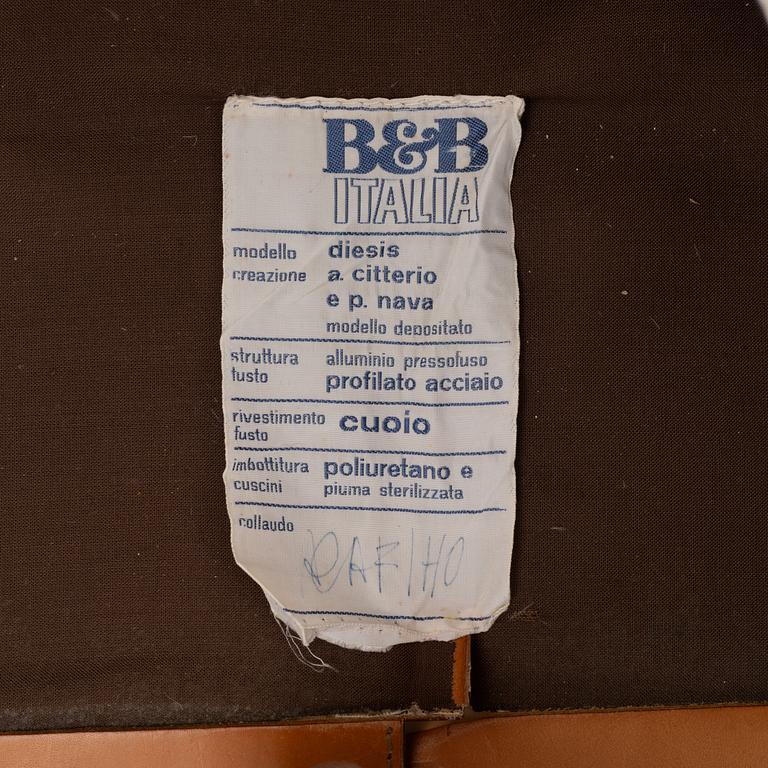 B&B
ITALIA
modello diesis
creazione a. citterio
e p. nava
modello depositato
struttura alluminio pressofuso
fusto profilato acciaio
rivestimento cuoio
fusto
imbottitura poliuretano e
cuscini piuma sterilizzata
collaudo